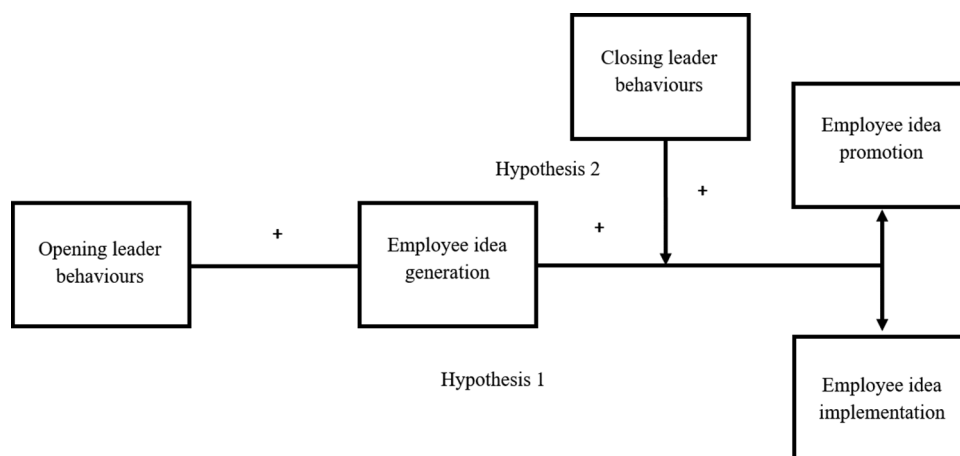 Closing leader
behaviours
Employee idea
promotion
Hypothesis 2
+
+
+
Opening leader
behaviours
Employee idea
generation
Hypothesis 1
Employee idea
implementation